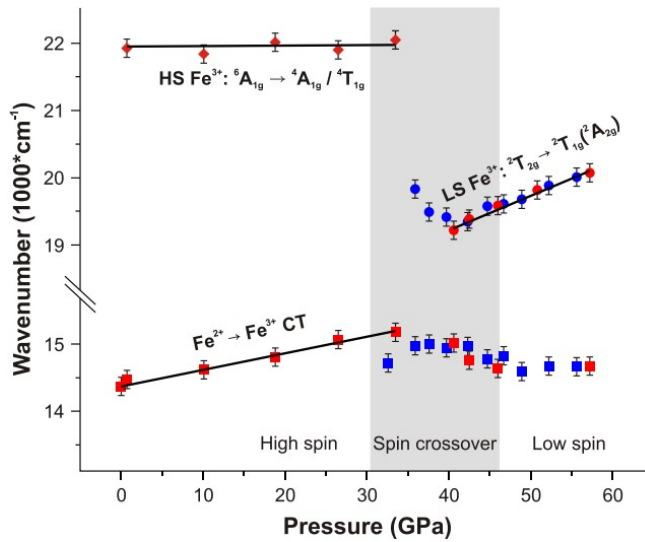 22
HS Fe³⁺: ⁶A₁g → ⁴A₁g / ⁴T₁g
21
LS Fe³⁺: ²T₂g → ²T₁g(²A₂g)
20
19
Wavenumber (1000*cm⁻¹)
15
Fe²⁺ → Fe³⁺ CT
14
High spin Spin crossover Low spin
0 10 20 30 40 50 60
Pressure (GPa)